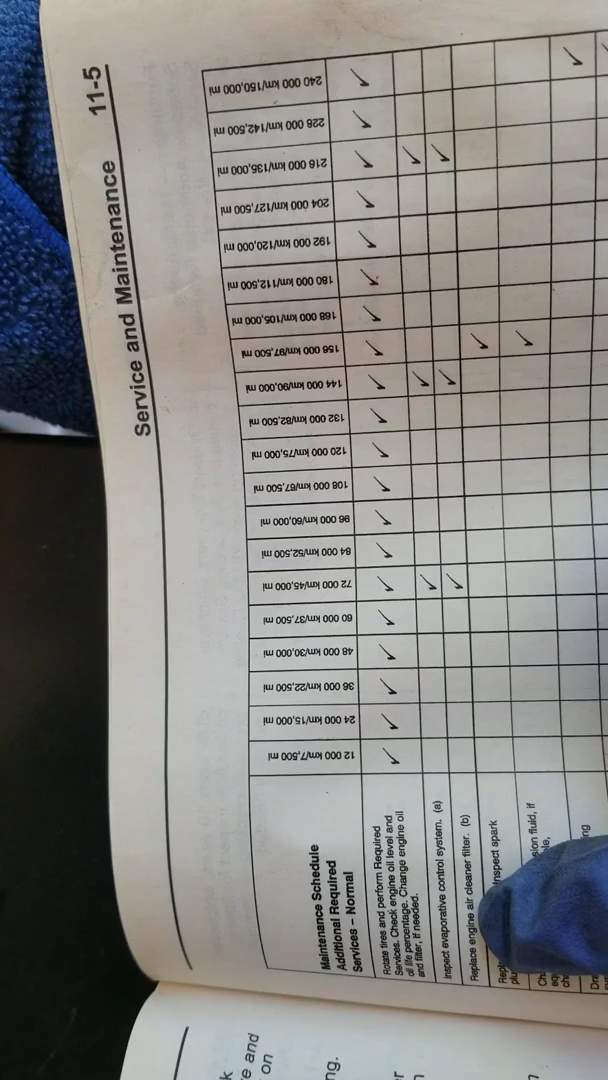 Service and Maintenance 11-5
Maintenance Schedule
Additional Required
Services – Normal
12 000 km/7,500 mi
24 000 km/15,000 mi
36 000 km/22,500 mi
48 000 km/30,000 mi
60 000 km/37,500 mi
72 000 km/45,000 mi
84 000 km/52,500 mi
96 000 km/60,000 mi
108 000 km/67,500 mi
120 000 km/75,000 mi
132 000 km/82,500 mi
144 000 km/90,000 mi
156 000 km/97,500 mi
168 000 km/105,000 mi
180 000 km/112,500 mi
192 000 km/120,000 mi
204 000 km/127,500 mi
216 000 km/135,000 mi
228 000 km/142,500 mi
240 000 km/150,000 mi
Rotate tires and perform Required
Services. Check engine oil level and
oil life percentage. Change engine oil
and filter, if needed.
Inspect evaporative control system. (a)
Replace engine air cleaner filter. (b)
Inspect spark
fluid, if
e and
on
ng.